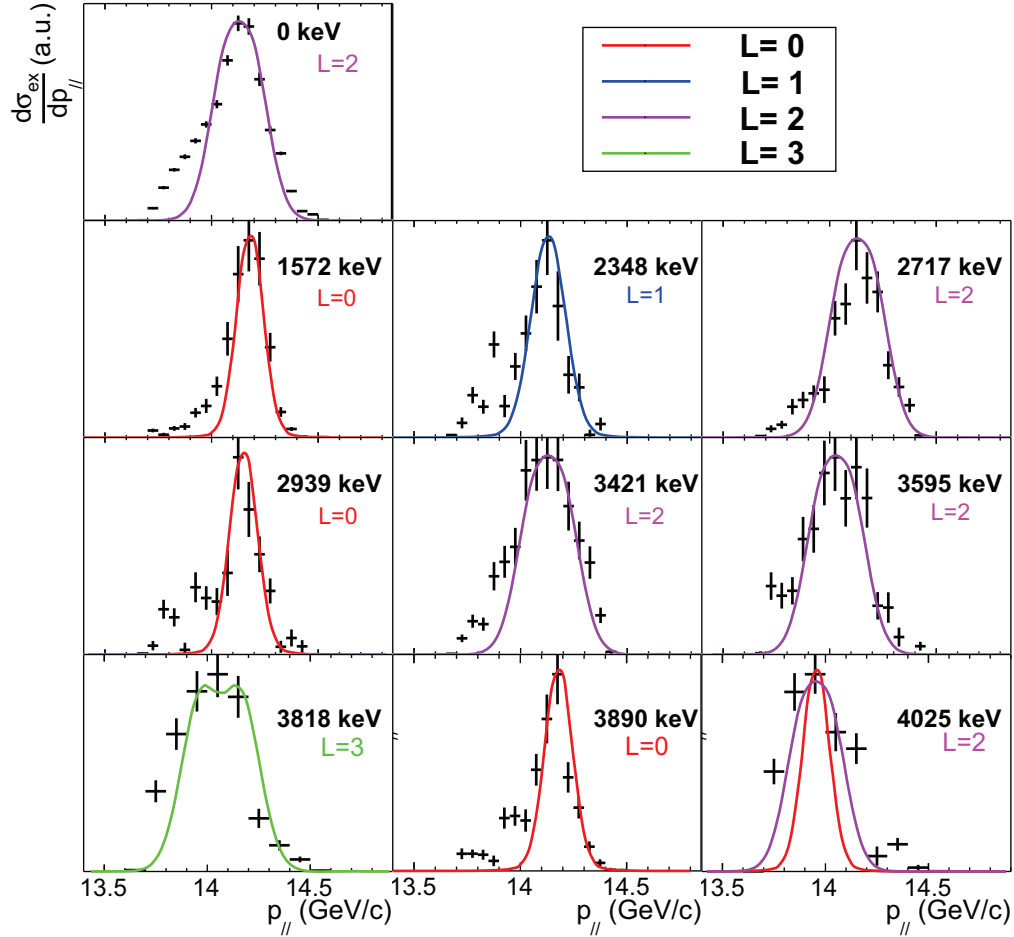 dσex/dp// (a.u.)
0 keV
L=2
L= 0
L= 1
L= 2
L= 3
1572 keV
L=0
2348 keV
L=1
2717 keV
L=2
2939 keV
L=0
3421 keV
L=2
3595 keV
L=2
3818 keV
L=3
3890 keV
L=0
4025 keV
L=2
13.5 14 14.5 13.5 14 14.5 13.5 14 14.5
p// (GeV/c) p// (GeV/c) p// (GeV/c)